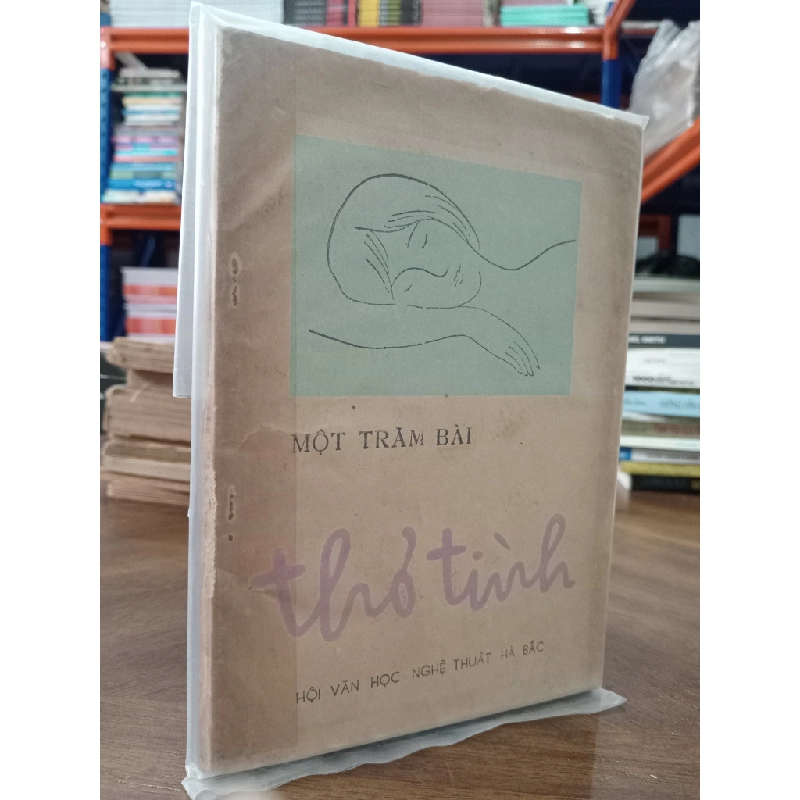 MỘT TRĂM BÀI
thơ tình
HỘI VĂN HỌC NGHỆ THUẬT HÀ BẮC